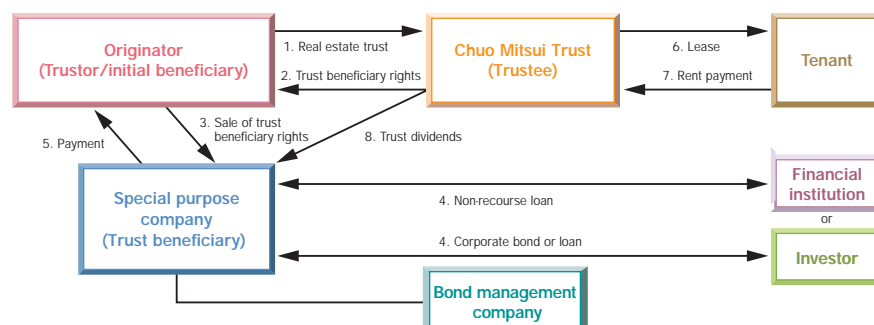 Originator
(Trustor/initial beneficiary)
1. Real estate trust
2. Trust beneficiary rights
Chuo Mitsui Trust
(Trustee)
6. Lease
7. Rent payment
Tenant
3. Sale of trust
beneficiary rights
8. Trust dividends
5. Payment
Special purpose
company
(Trust beneficiary)
4. Non-recourse loan
Financial
institution
or
4. Corporate bond or loan
Investor
Bond management
company